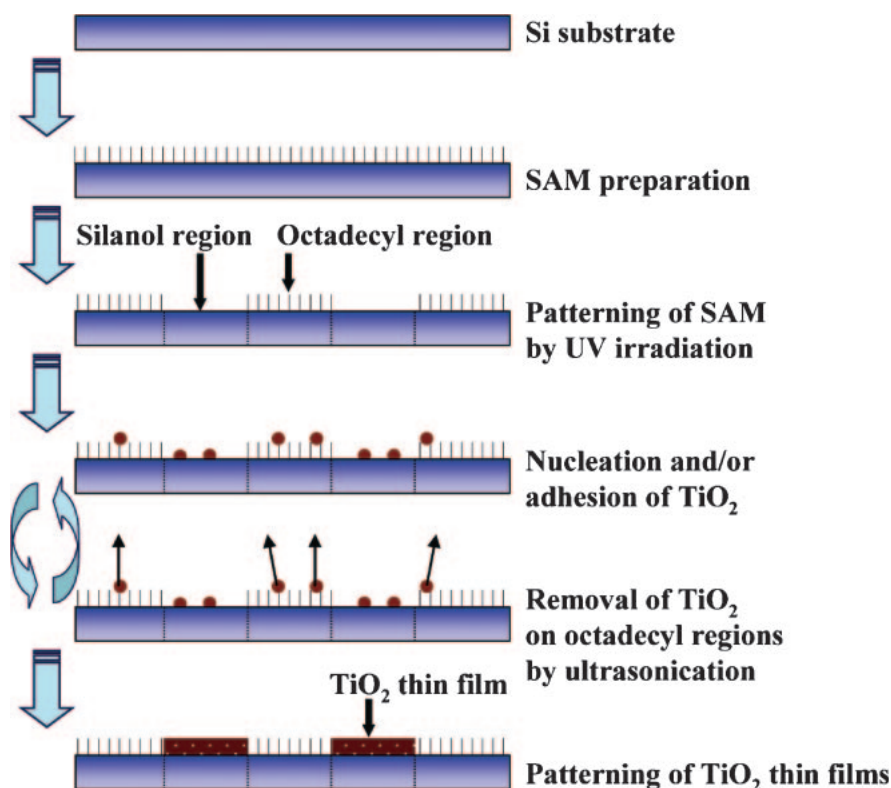 Si substrate
SAM preparation
Silanol region
Octadecyl region
Patterning of SAM
by UV irradiation
Nucleation and/or
adhesion of TiO₂
Removal of TiO₂
on octadecyl regions
by ultrasonication
TiO₂ thin film
Patterning of TiO₂ thin films